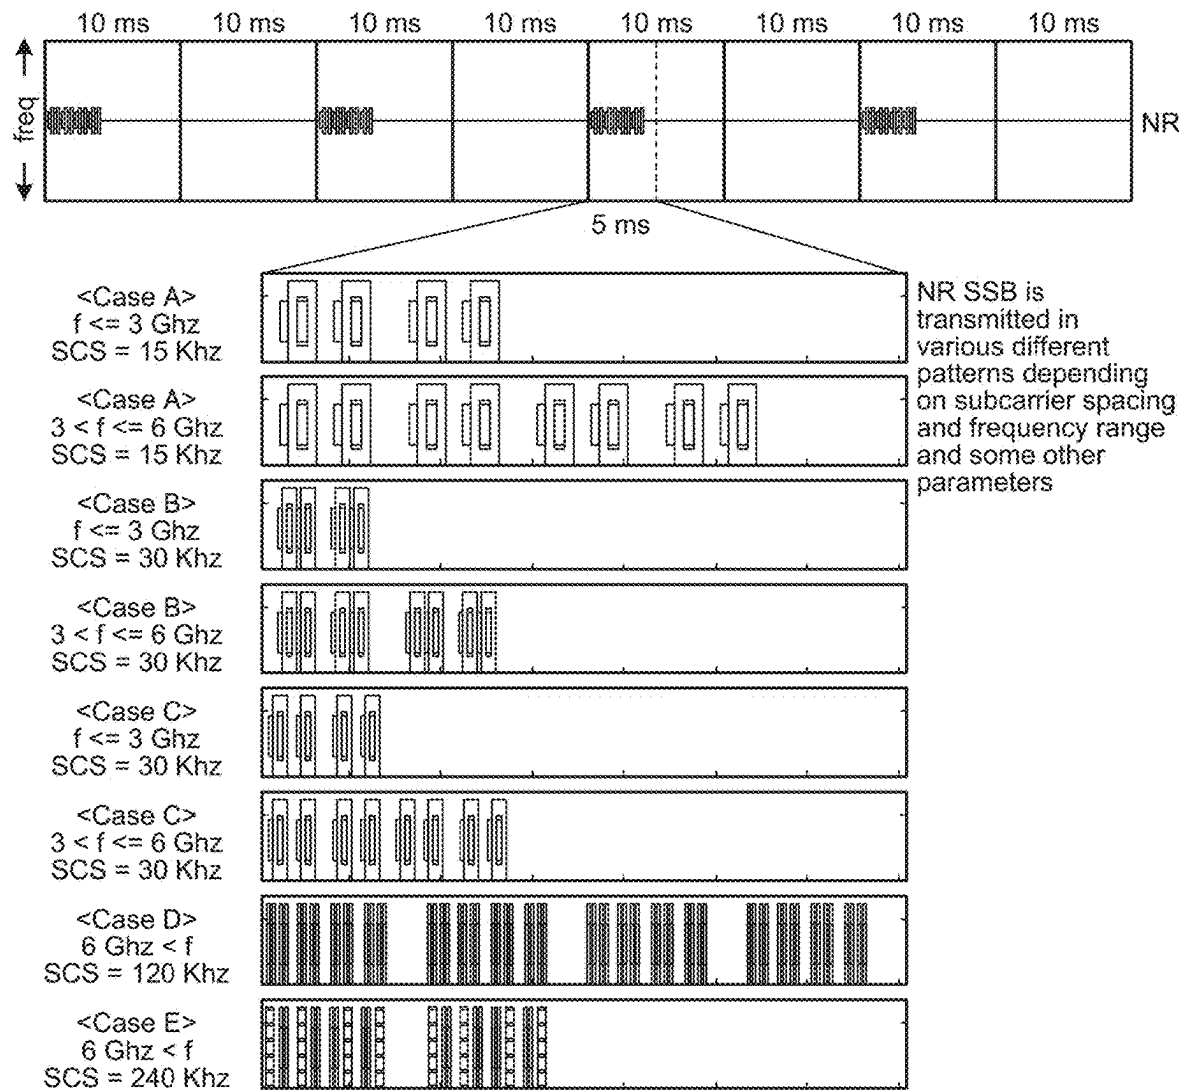 10 ms 10 ms 10 ms 10 ms 10 ms 10 ms 10 ms 10 ms
freq
NR
5 ms
<Case A>
f <= 3 Ghz
SCS = 15 Khz
NR SSB is
transmitted in
various different
patterns depending
on subcarrier spacing
and frequency range
and some other
parameters
<Case A>
3 < f <= 6 Ghz
SCS = 15 Khz
<Case B>
f <= 3 Ghz
SCS = 30 Khz
<Case B>
3 < f <= 6 Ghz
SCS = 30 Khz
<Case C>
f <= 3 Ghz
SCS = 30 Khz
<Case C>
3 < f <= 6 Ghz
SCS = 30 Khz
<Case D>
6 Ghz < f
SCS = 120 Khz
<Case E>
6 Ghz < f
SCS = 240 Khz